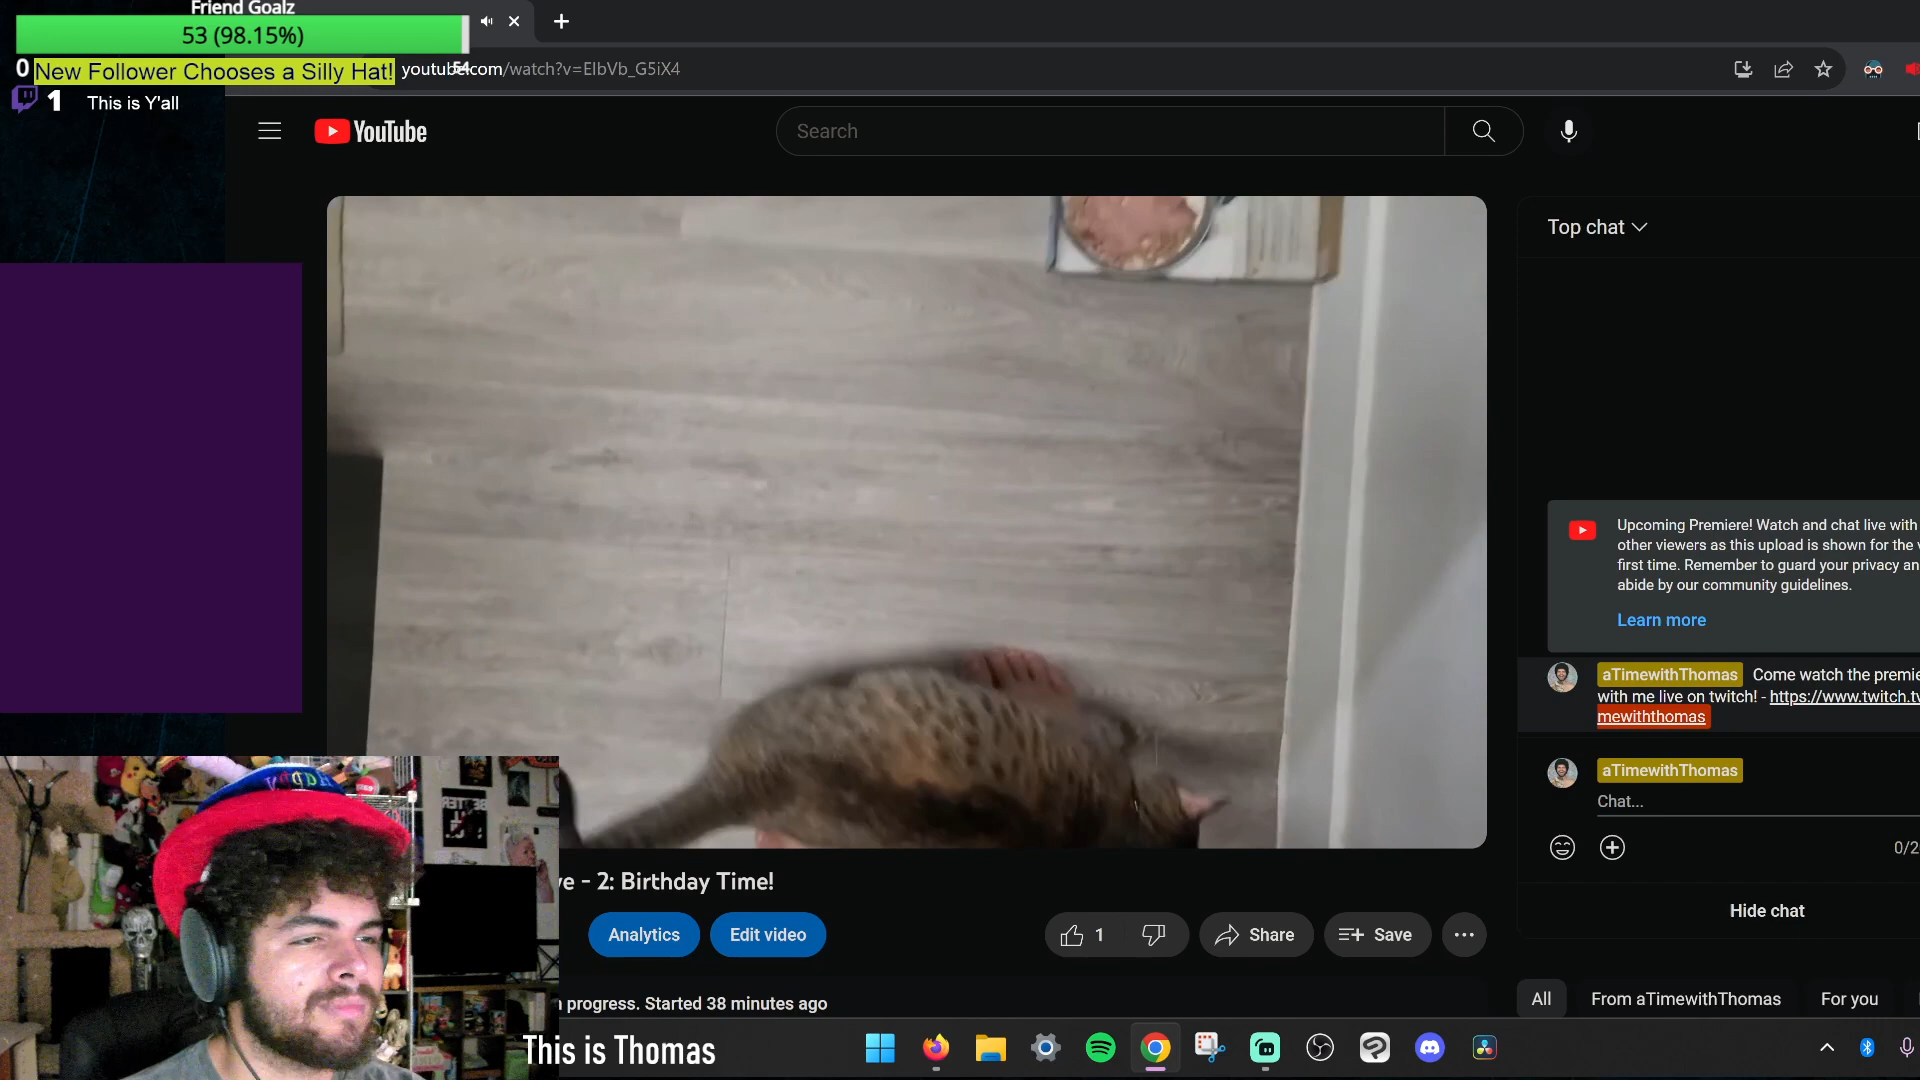 Friend Goalz
53 (98.15%)
0
54
New Follower Chooses a Silly Hat!
youtube.com/watch?v=EIbVb_G5iX4
1 This is Y'all
YouTube
Search
Top chat
Upcoming Premiere! Watch and chat live with
other viewers as this upload is shown for the
first time. Remember to guard your privacy an
abide by our community guidelines.
Learn more
aTimewithThomas Come watch the premie
with me live on twitch! - https://www.twitch.tv
mewiththomas
aTimewithThomas
Chat...
0/2
Hide chat
ve - 2: Birthday Time!
Analytics
Edit video
1
Share
Save
n progress. Started 38 minutes ago
All
From aTimewithThomas
For you
This is Thomas